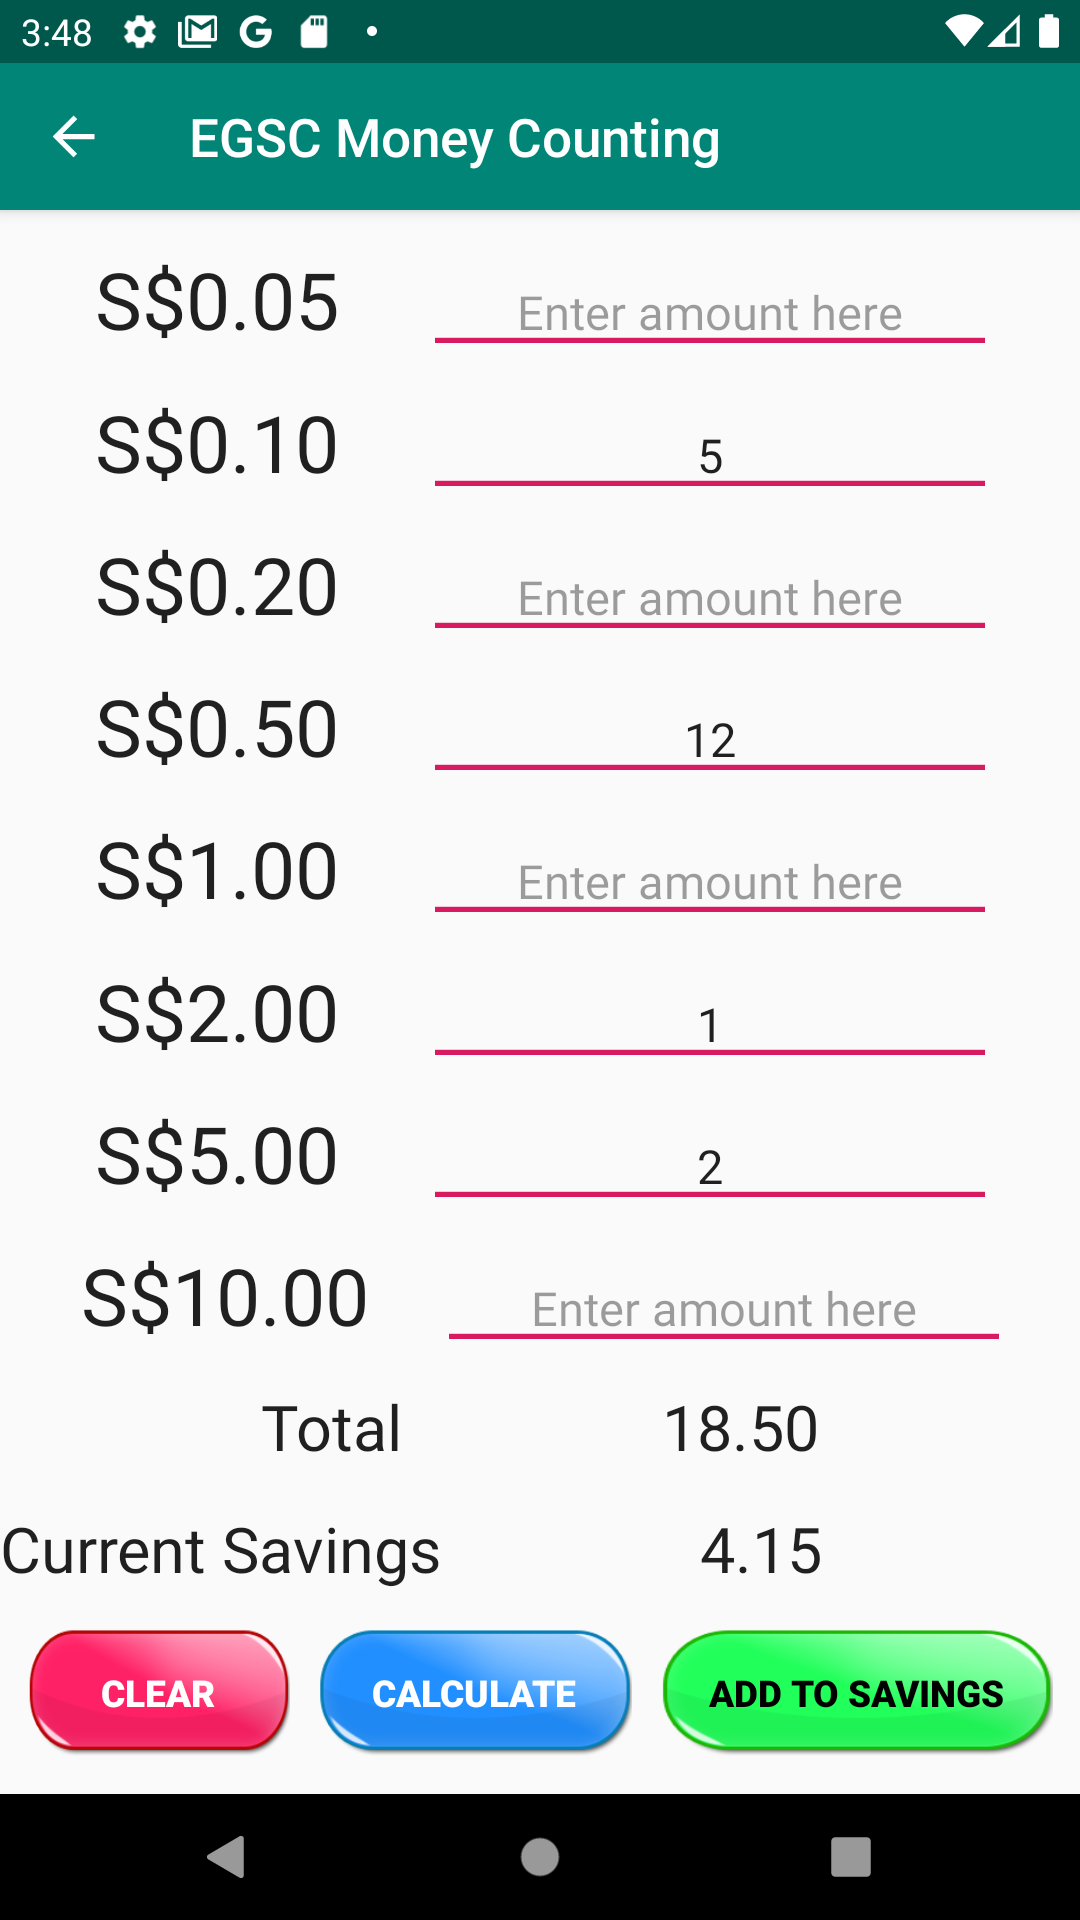 3:48
EGSC Money Counting
S$0.05 Enter amount here
S$0.10 5
S$0.20 Enter amount here
S$0.50 12
S$1.00 Enter amount here
S$2.00 1
S$5.00 2
S$10.00 Enter amount here
Total 18.50
Current Savings 4.15
CLEAR CALCULATE ADD TO SAVINGS